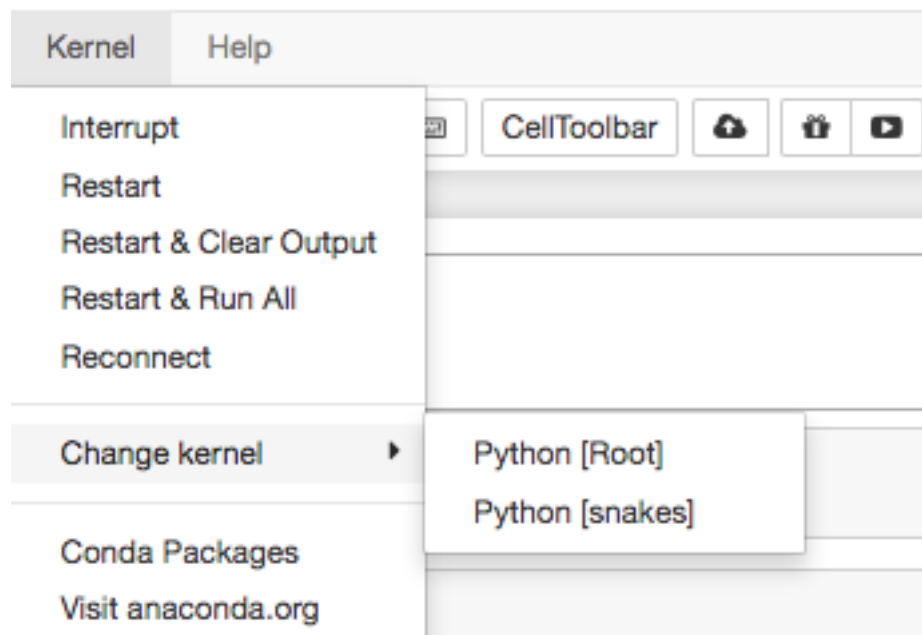 Kernel Help
Interrupt
CellToolbar
Restart
Restart & Clear Output
Restart & Run All
Reconnect
Change kernel
Python [Root]
Python [snakes]
Conda Packages
Visit anaconda.org